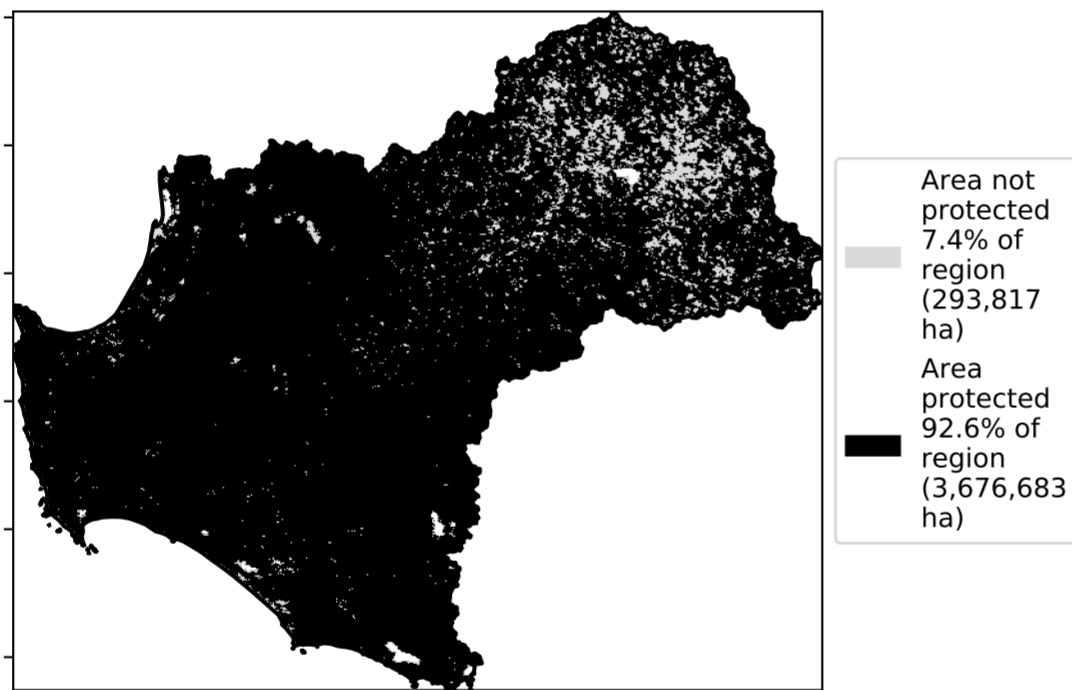 Area not
protected
7.4% of
region
(293,817
ha)
Area
protected
92.6% of
region
(3,676,683
ha)